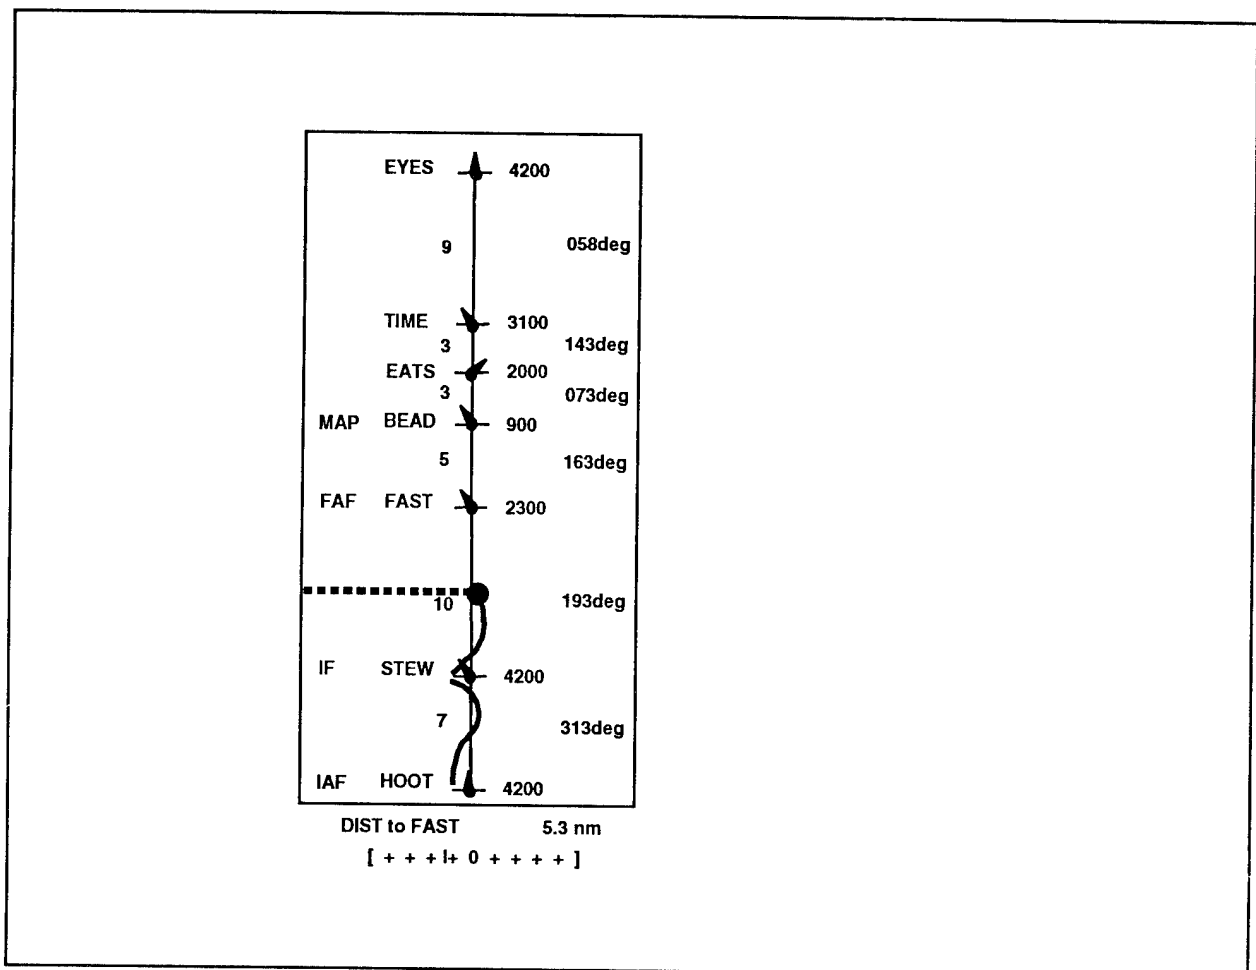 EYES 4200
9 058deg
TIME 3100
3 143deg
EATS 2000
3 073deg
MAP BEAD 900
5 163deg
FAF FAST 2300
10 193deg
IF STEW 4200
7 313deg
IAF HOOT 4200
DIST to FAST 5.3 nm
[ + + + I+ 0 + + + + ]